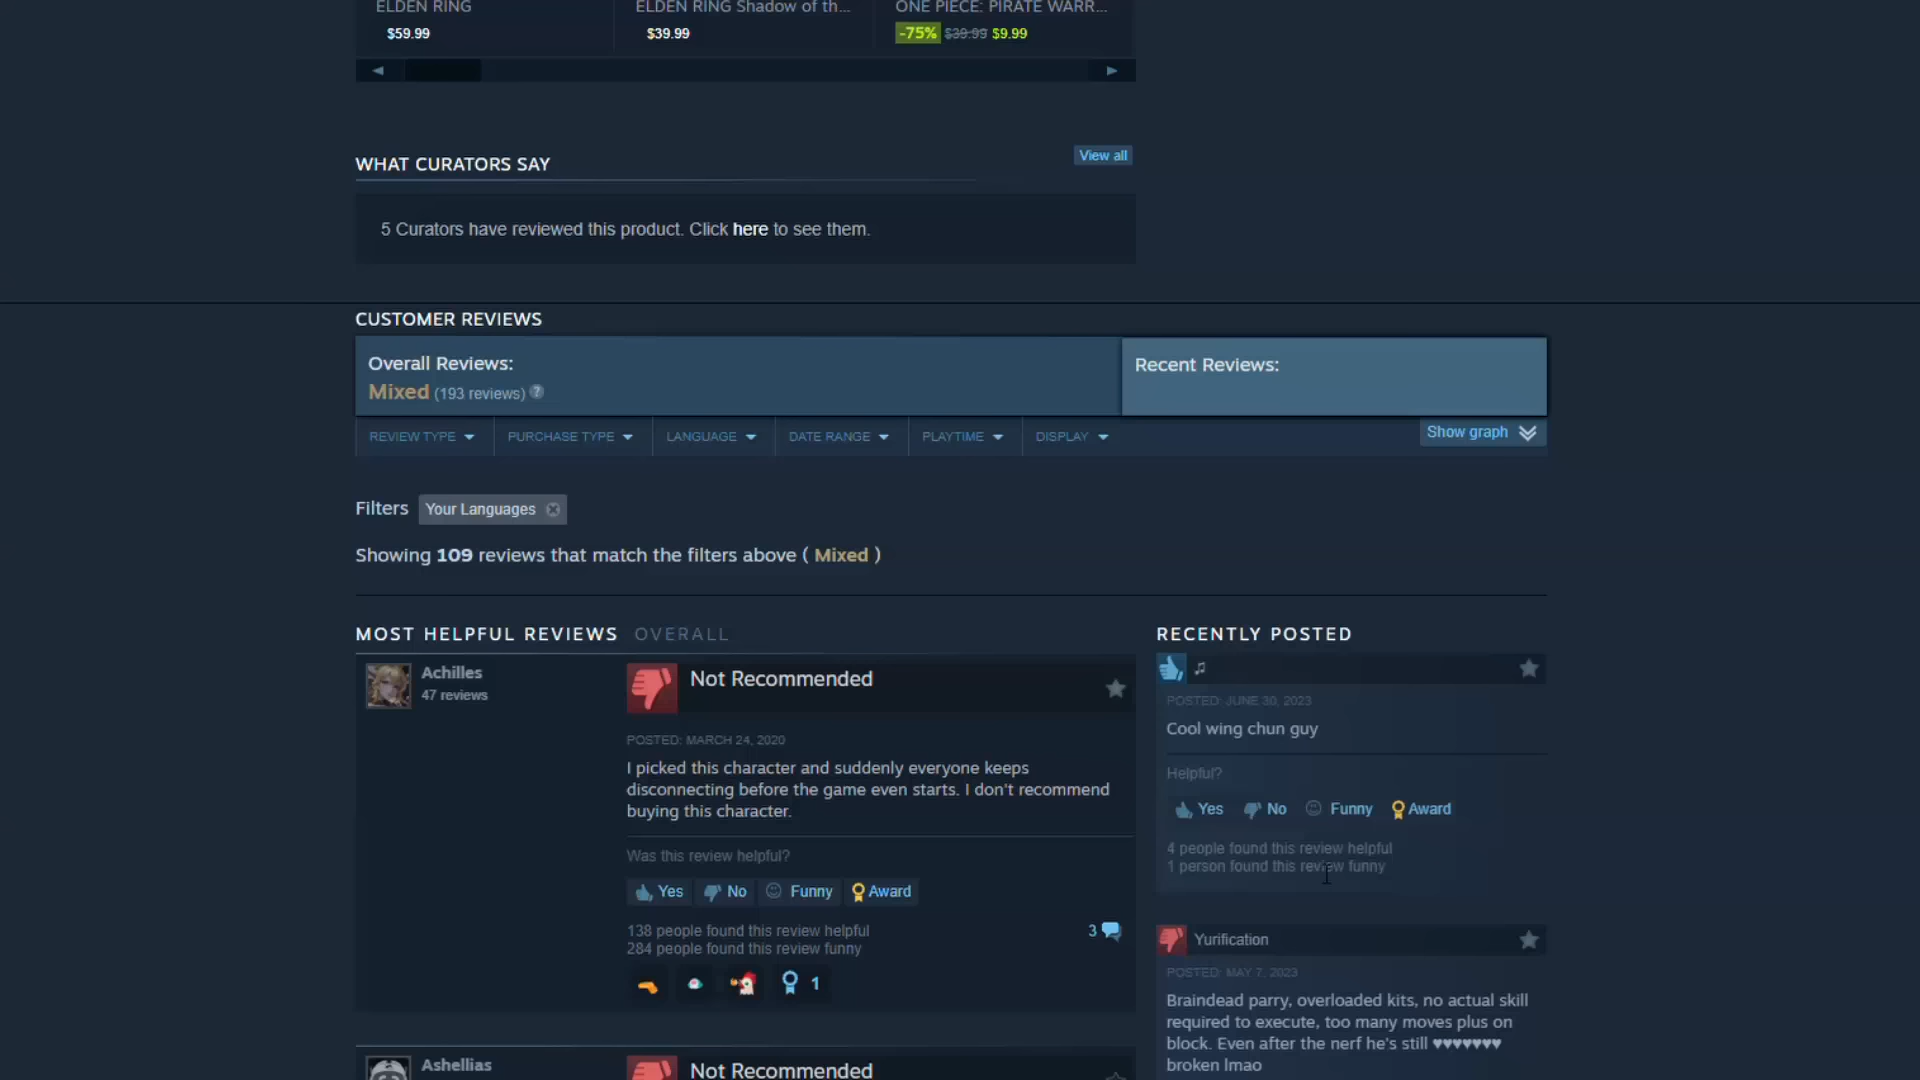 ELDEN RING
$59.99
ELDEN RING Shadow of th...
$39.99
ONE PIECE: PIRATE WARR...
-75% $39.99 $9.99
WHAT CURATORS SAY
View all
5 Curators have reviewed this product. Click here to see them.
CUSTOMER REVIEWS
Overall Reviews:
Mixed (193 reviews) ?
Recent Reviews:
REVIEW TYPE
PURCHASE TYPE
LANGUAGE
DATE RANGE
PLAYTIME
DISPLAY
Show graph
Filters
Your Languages
Showing 109 reviews that match the filters above ( Mixed )
MOST HELPFUL REVIEWS OVERALL
Achilles
47 reviews
Not Recommended
POSTED: MARCH 24, 2020
I picked this character and suddenly everyone keeps
disconnecting before the game even starts. I don't recommend
buying this character.
Was this review helpful?
Yes
No
Funny
Award
138 people found this review helpful
284 people found this review funny
3
1
Ashellias
Not Recommended
RECENTLY POSTED
♫
POSTED: JUNE 30, 2023
Cool wing chun guy
Helpful?
Yes
No
Funny
Award
4 people found this review helpful
1 person found this review funny
Yurification
POSTED: MAY 7, 2023
Braindead parry, overloaded kits, no actual skill
required to execute, too many moves plus on
block. Even after the nerf he's still ♥♥♥♥♥♥♥
broken lmao